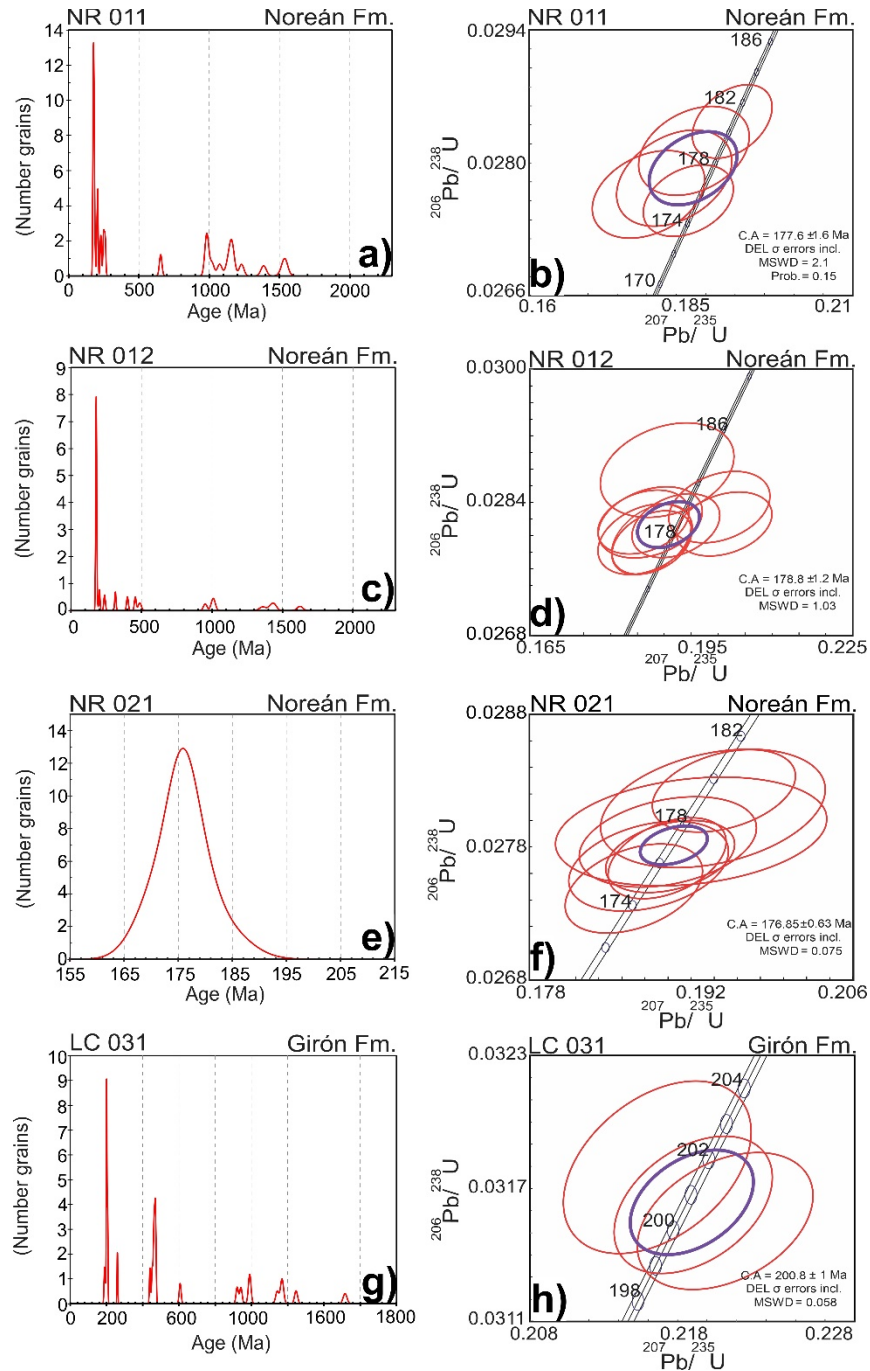 NR 011 Noreán Fm.
14
12
10
8
6
4
2
0
(Number grains)
0 500 1000 1500 2000
Age (Ma)
a)
NR 011 Noreán Fm.
0.0294
0.0280
0.0266
206Pb/238U
186
182
178
174
170
C.A = 177.6 ±1.6 Ma
DEL σ errors incl.
MSWD = 2.1
Prob. = 0.15
b)
0.16 0.185 0.21
207Pb/235U
NR 012 Noreán Fm.
9
8
7
6
5
4
3
2
1
0
(Number grains)
0 500 1000 1500 2000
Age (Ma)
c)
NR 012 Noreán Fm.
0.0300
0.0284
0.0268
206Pb/238U
186
178
C.A = 178.8 ±1.2 Ma
DEL σ errors incl.
MSWD = 1.03
d)
0.165 0.195 0.225
207Pb/235U
NR 021 Noreán Fm.
14
12
10
8
6
4
2
0
(Number grains)
155 165 175 185 195 205 215
Age (Ma)
e)
NR 021 Noreán Fm.
0.0288
0.0278
0.0268
206Pb/238U
182
178
174
C.A = 176.85±0.63 Ma
DEL σ errors incl.
MSWD = 0.075
f)
0.178 0.192 0.206
207Pb/235U
LC 031 Girón Fm.
10
9
8
7
6
5
4
3
2
1
0
(Number grains)
0 200 400 600 800 1000 1200 1400 1600 1800
Age (Ma)
g)
LC 031 Girón Fm.
0.0323
0.0317
0.0311
206Pb/238U
204
202
200
198
C.A = 200.8 ± 1 Ma
DEL σ errors incl.
MSWD = 0.058
h)
0.208 0.218 0.228
207Pb/235U